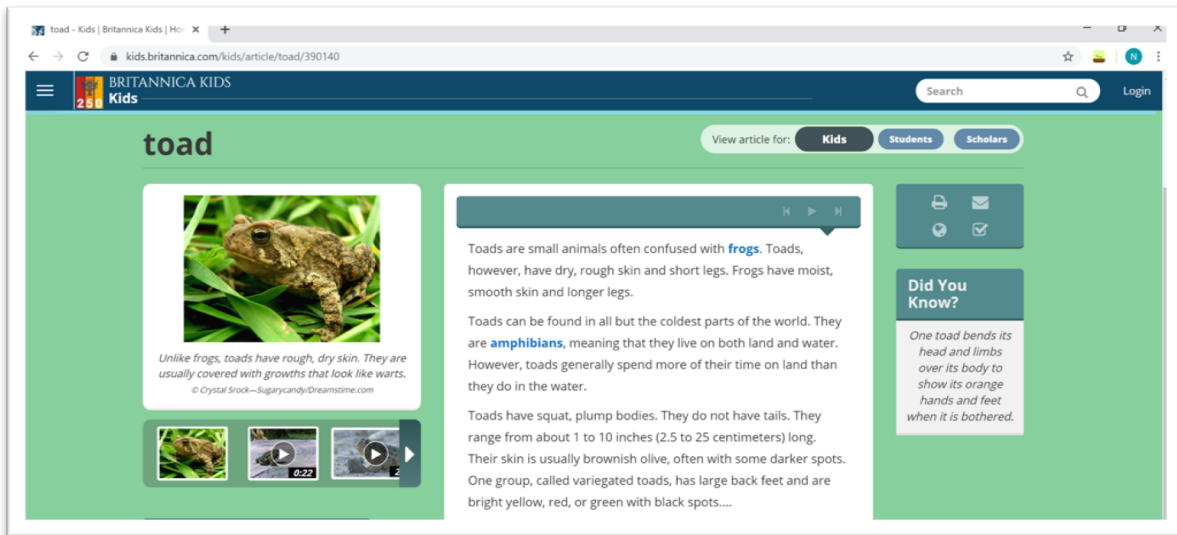 toad - Kids | Britannica Kids | Ho
kids.britannica.com/kids/article/toad/390140
N
BRITANNICA KIDS
Kids
250
Search
Login
toad
View article for:
Kids
Students
Scholars
Unlike frogs, toads have rough, dry skin. They are
usually covered with growths that look like warts.
© Crystal Srock—Sugarycandy/Dreamstime.com
0:22
2
Toads are small animals often confused with frogs. Toads,
however, have dry, rough skin and short legs. Frogs have moist,
smooth skin and longer legs.
Toads can be found in all but the coldest parts of the world. They
are amphibians, meaning that they live on both land and water.
However, toads generally spend more of their time on land than
they do in the water.
Toads have squat, plump bodies. They do not have tails. They
range from about 1 to 10 inches (2.5 to 25 centimeters) long.
Their skin is usually brownish olive, often with some darker spots.
One group, called variegated toads, has large back feet and are
bright yellow, red, or green with black spots....
Did You
Know?
One toad bends its
head and limbs
over its body to
show its orange
hands and feet
when it is bothered.